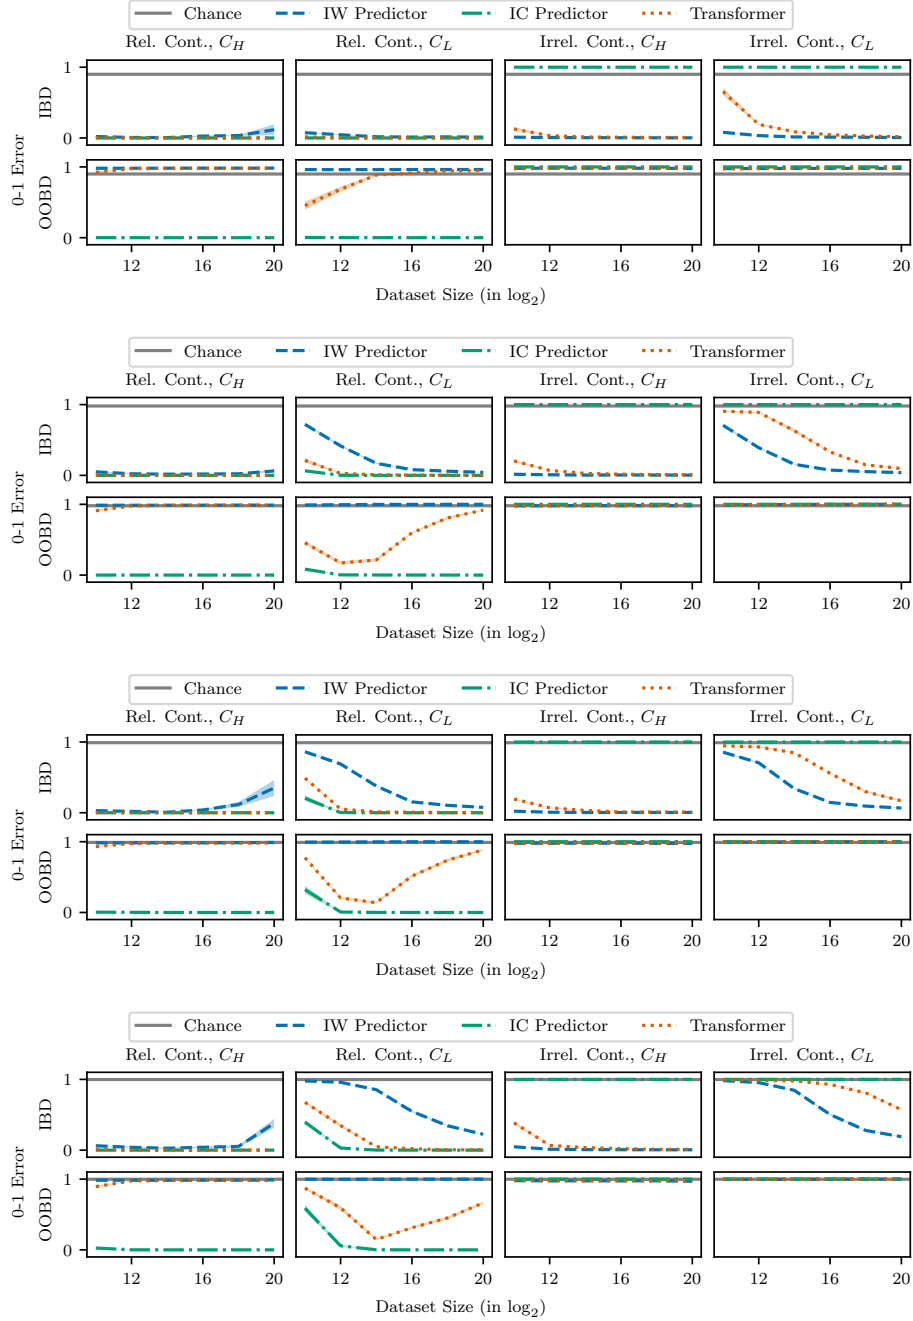 Chance IW Predictor IC Predictor Transformer
Rel. Cont., C_H Rel. Cont., C_L Irrel. Cont., C_H Irrel. Cont., C_L
0-1 Error
IBD
1
0
OOBD
1
0
12 16 20 12 16 20 12 16 20 12 16 20
Dataset Size (in log_2)
Chance IW Predictor IC Predictor Transformer
Rel. Cont., C_H Rel. Cont., C_L Irrel. Cont., C_H Irrel. Cont., C_L
0-1 Error
IBD
1
0
OOBD
1
0
12 16 20 12 16 20 12 16 20 12 16 20
Dataset Size (in log_2)
Chance IW Predictor IC Predictor Transformer
Rel. Cont., C_H Rel. Cont., C_L Irrel. Cont., C_H Irrel. Cont., C_L
0-1 Error
IBD
1
0
OOBD
1
0
12 16 20 12 16 20 12 16 20 12 16 20
Dataset Size (in log_2)
Chance IW Predictor IC Predictor Transformer
Rel. Cont., C_H Rel. Cont., C_L Irrel. Cont., C_H Irrel. Cont., C_L
0-1 Error
IBD
1
0
OOBD
1
0
12 16 20 12 16 20 12 16 20 12 16 20
Dataset Size (in log_2)